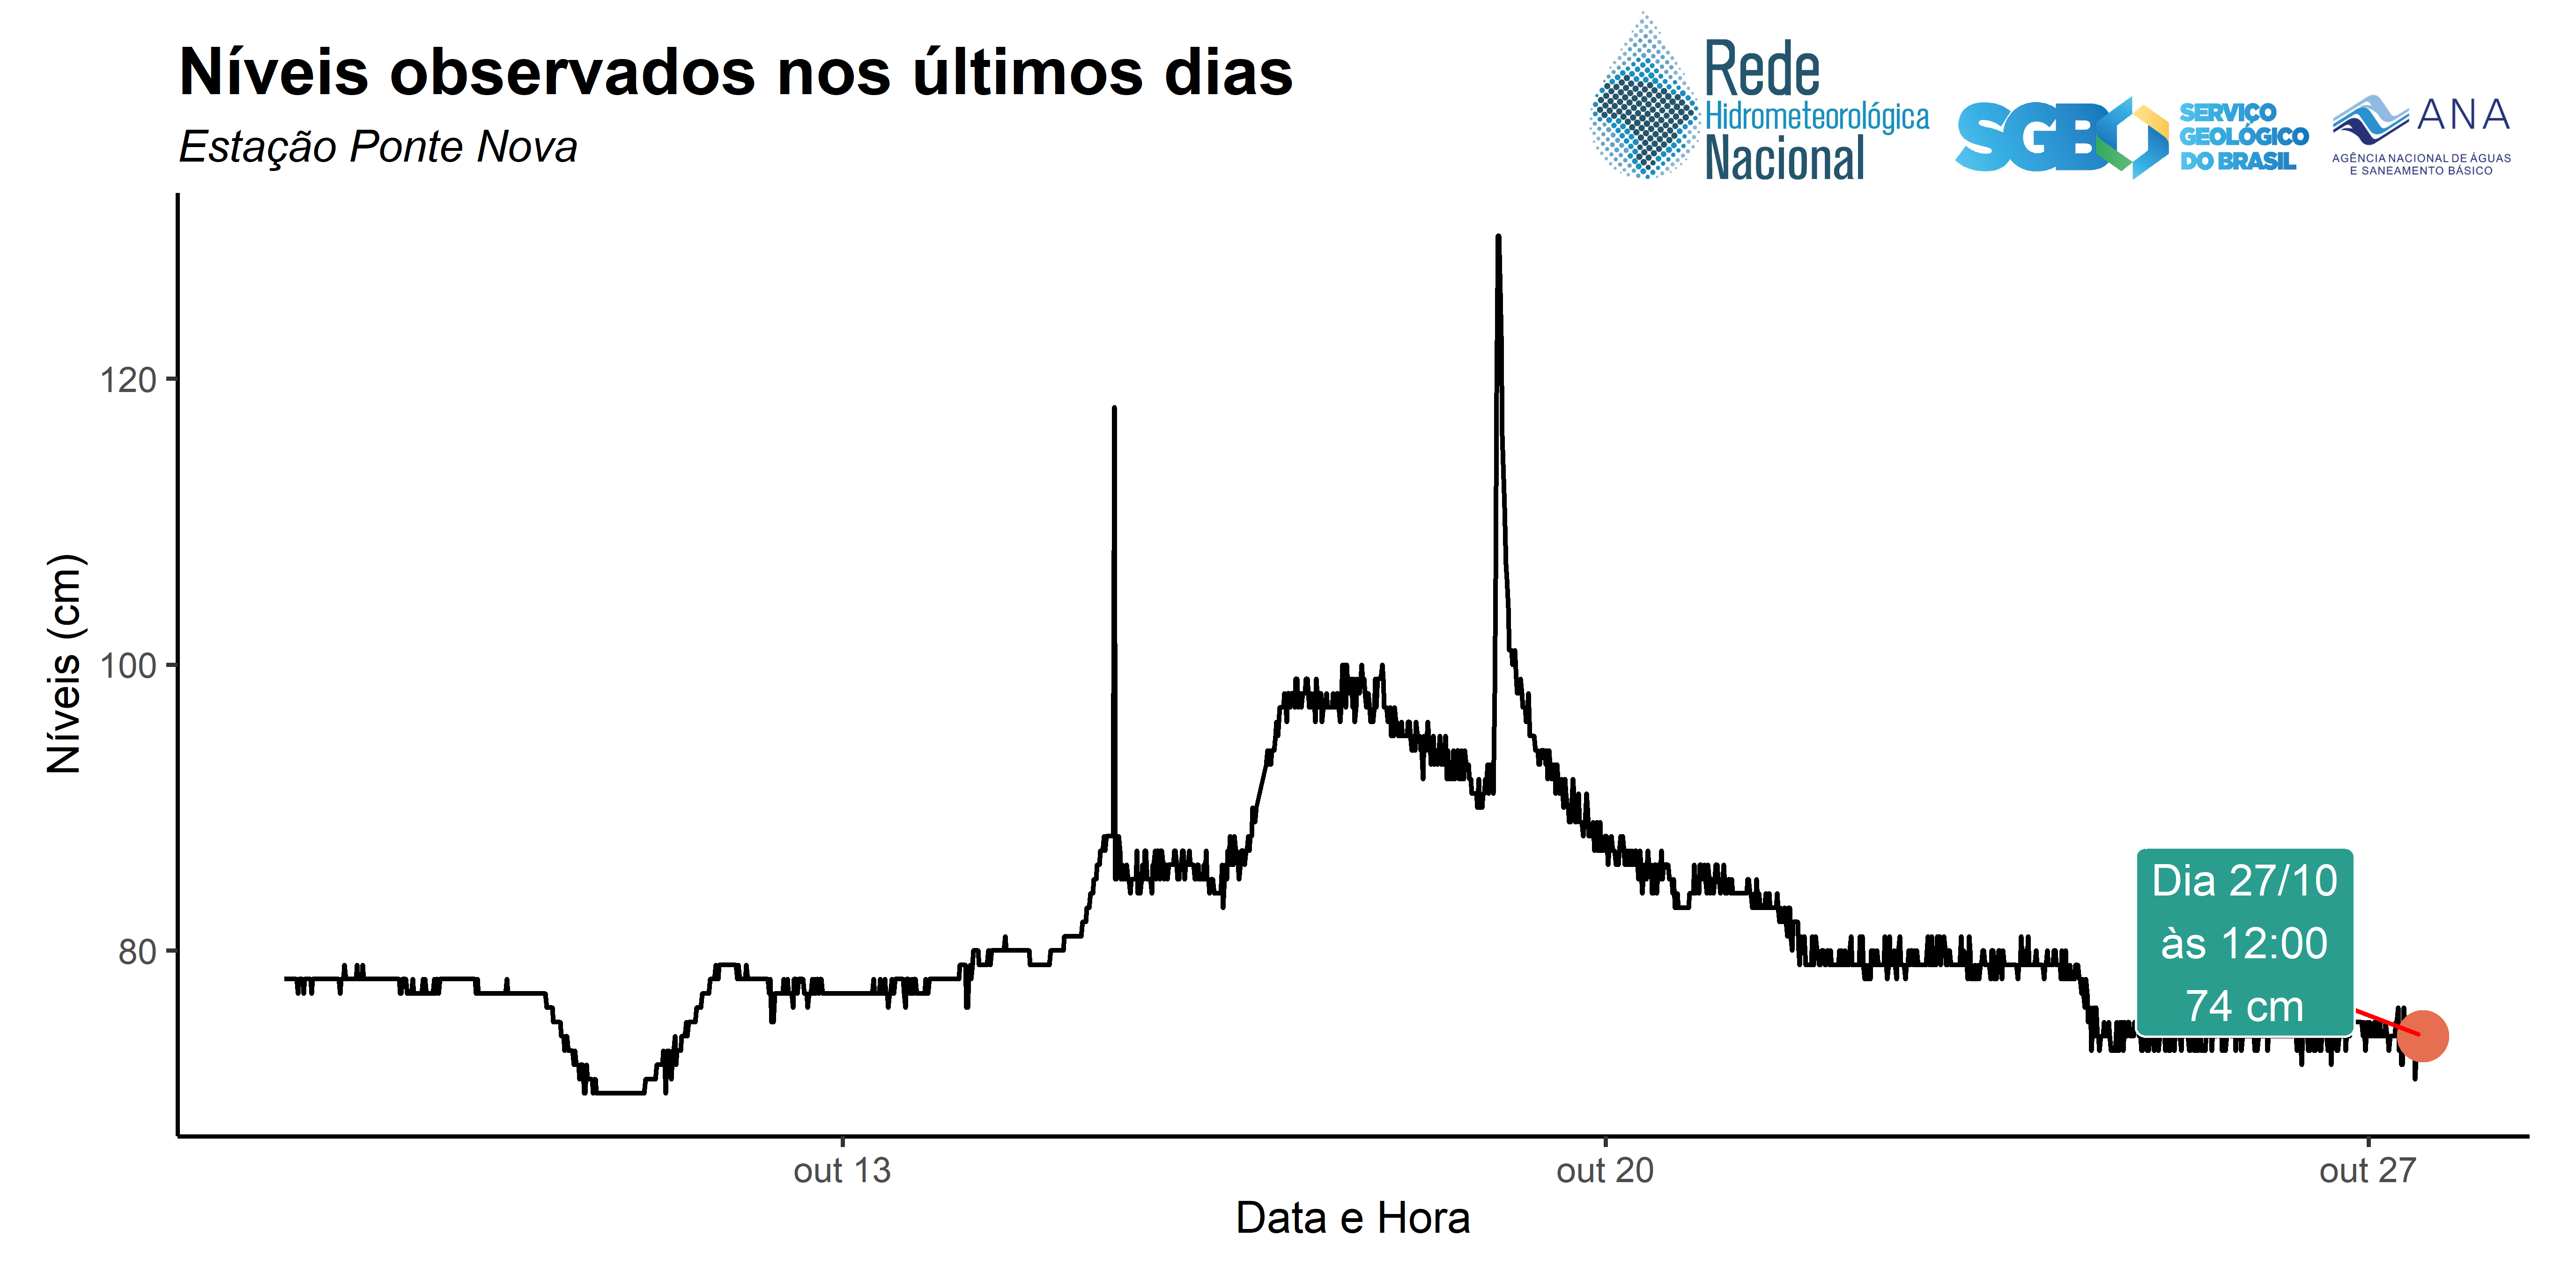 Níveis observados nos últimos dias
Estação Ponte Nova
Rede
Hidrometeorológica
Nacional
SGB
SERVIÇO
GEOLÓGICO
DO BRASIL
ANA
AGÊNCIA NACIONAL DE ÁGUAS
E SANEAMENTO BÁSICO
Níveis (cm)
120
100
80
Dia 27/10
às 12:00
74 cm
out 13
out 20
out 27
Data e Hora